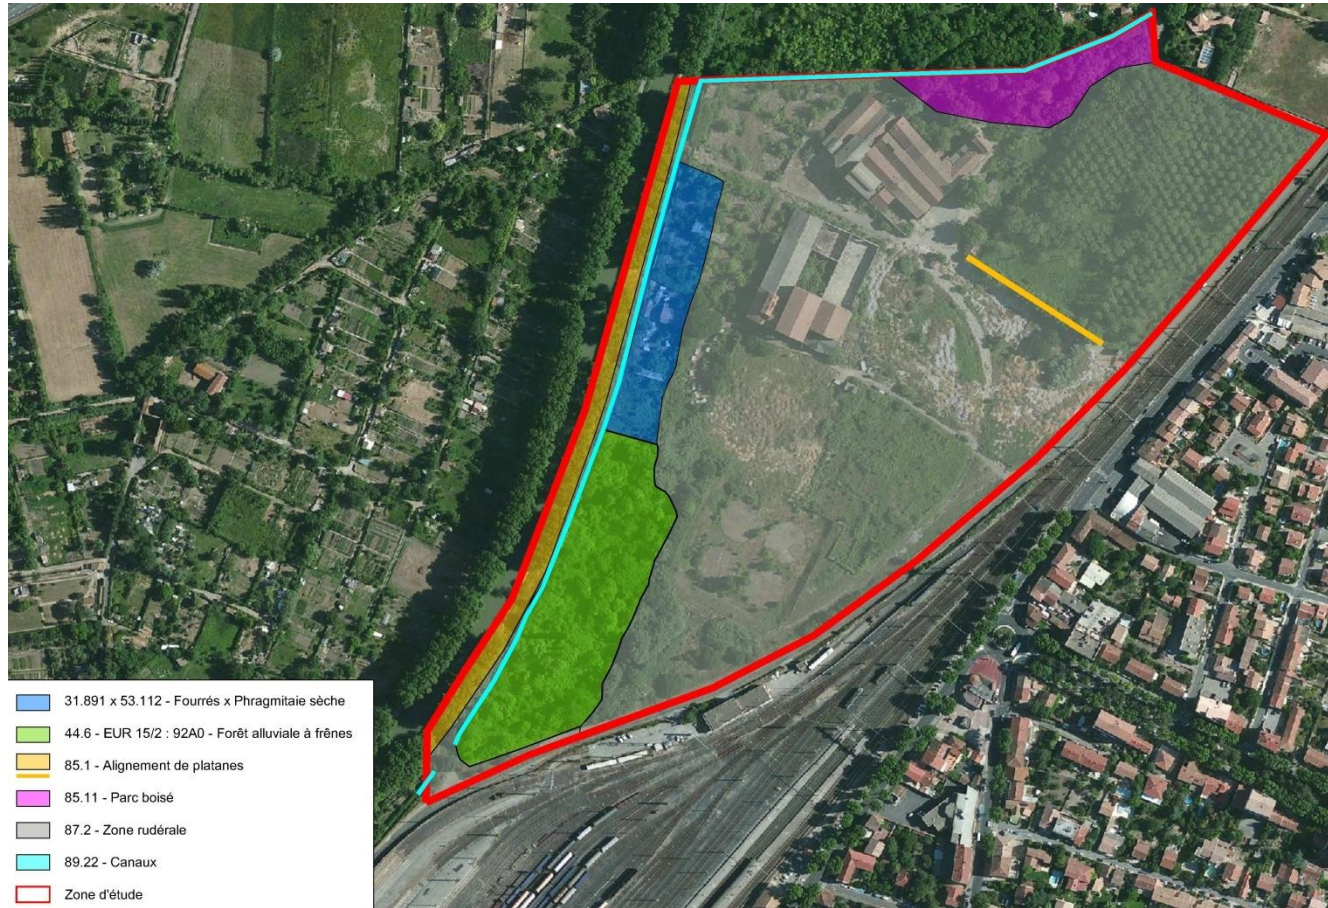 31.891 x 53.112 - Fourrés x Phragmitaie sèche
44.6 - EUR 15/2 : 92A0 - Forêt alluviale à frênes
85.1 - Alignement de platanes
85.11 - Parc boisé
87.2 - Zone rudérale
89.22 - Canaux
Zone d'étude